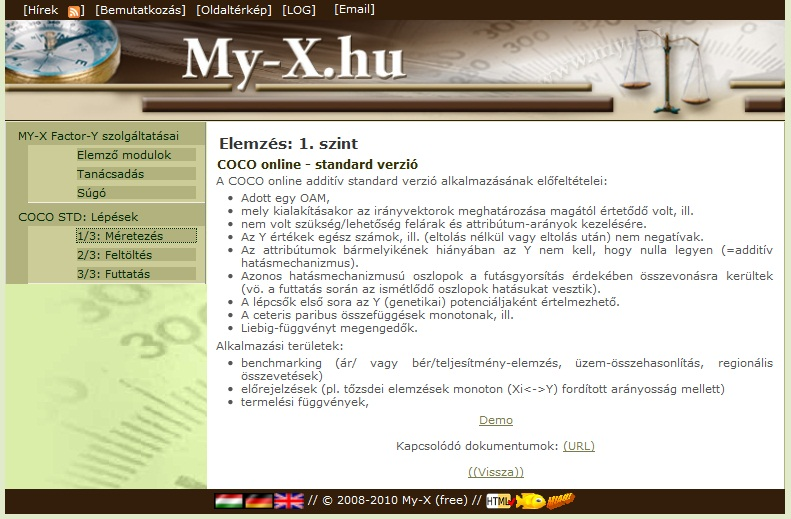 [Hírek ] [Bemutatkozás] [Oldaltérkép] [LOG] [Email]
My-X.hu
MY-X Factor-Y szolgáltatásai
Elemző modulok
Tanácsadás
Súgó
COCO STD: Lépések
1/3: Méretezés
2/3: Feltöltés
3/3: Futtatás
Elemzés: 1. szint
COCO online - standard verzió
A COCO online additív standard verzió alkalmazásának előfeltételei:
• Adott egy OAM,
• mely kialakításakor az irányvektorok meghatározása magától értetődő volt, ill.
• nem volt szükség/lehetőség felárak és attribútum-arányok kezelésére.
• Az Y értékek egész számok, ill. (eltolás nélkül vagy eltolás után) nem negatívak.
• Az attribútumok bármelyikének hiányában az Y nem kell, hogy nulla legyen (=additív
hatásmechanizmus).
• Azonos hatásmechanizmusú oszlopok a futásgyorsítás érdekében összevonásra kerültek
(vö. a futtatás során az ismétlődő oszlopok hatásukat vesztik).
• A lépcsők első sora az Y (genetikai) potenciáljaként értelmezhető.
• A ceteris paribus összefüggések monotonak, ill.
• Liebig-függvényt megengedők.
Alkalmazási területek:
• benchmarking (ár/ vagy bér/teljesítmény-elemzés, üzem-összehasonlítás, regionális
összevetések)
• előrejelzések (pl. tőzsdei elemzések monoton (Xi<->Y) fordított arányosság mellett)
• termelési függvények,
Demo
Kapcsolódó dokumentumok: (URL)
((Vissza))
// © 2008-2010 My-X (free) // HTML